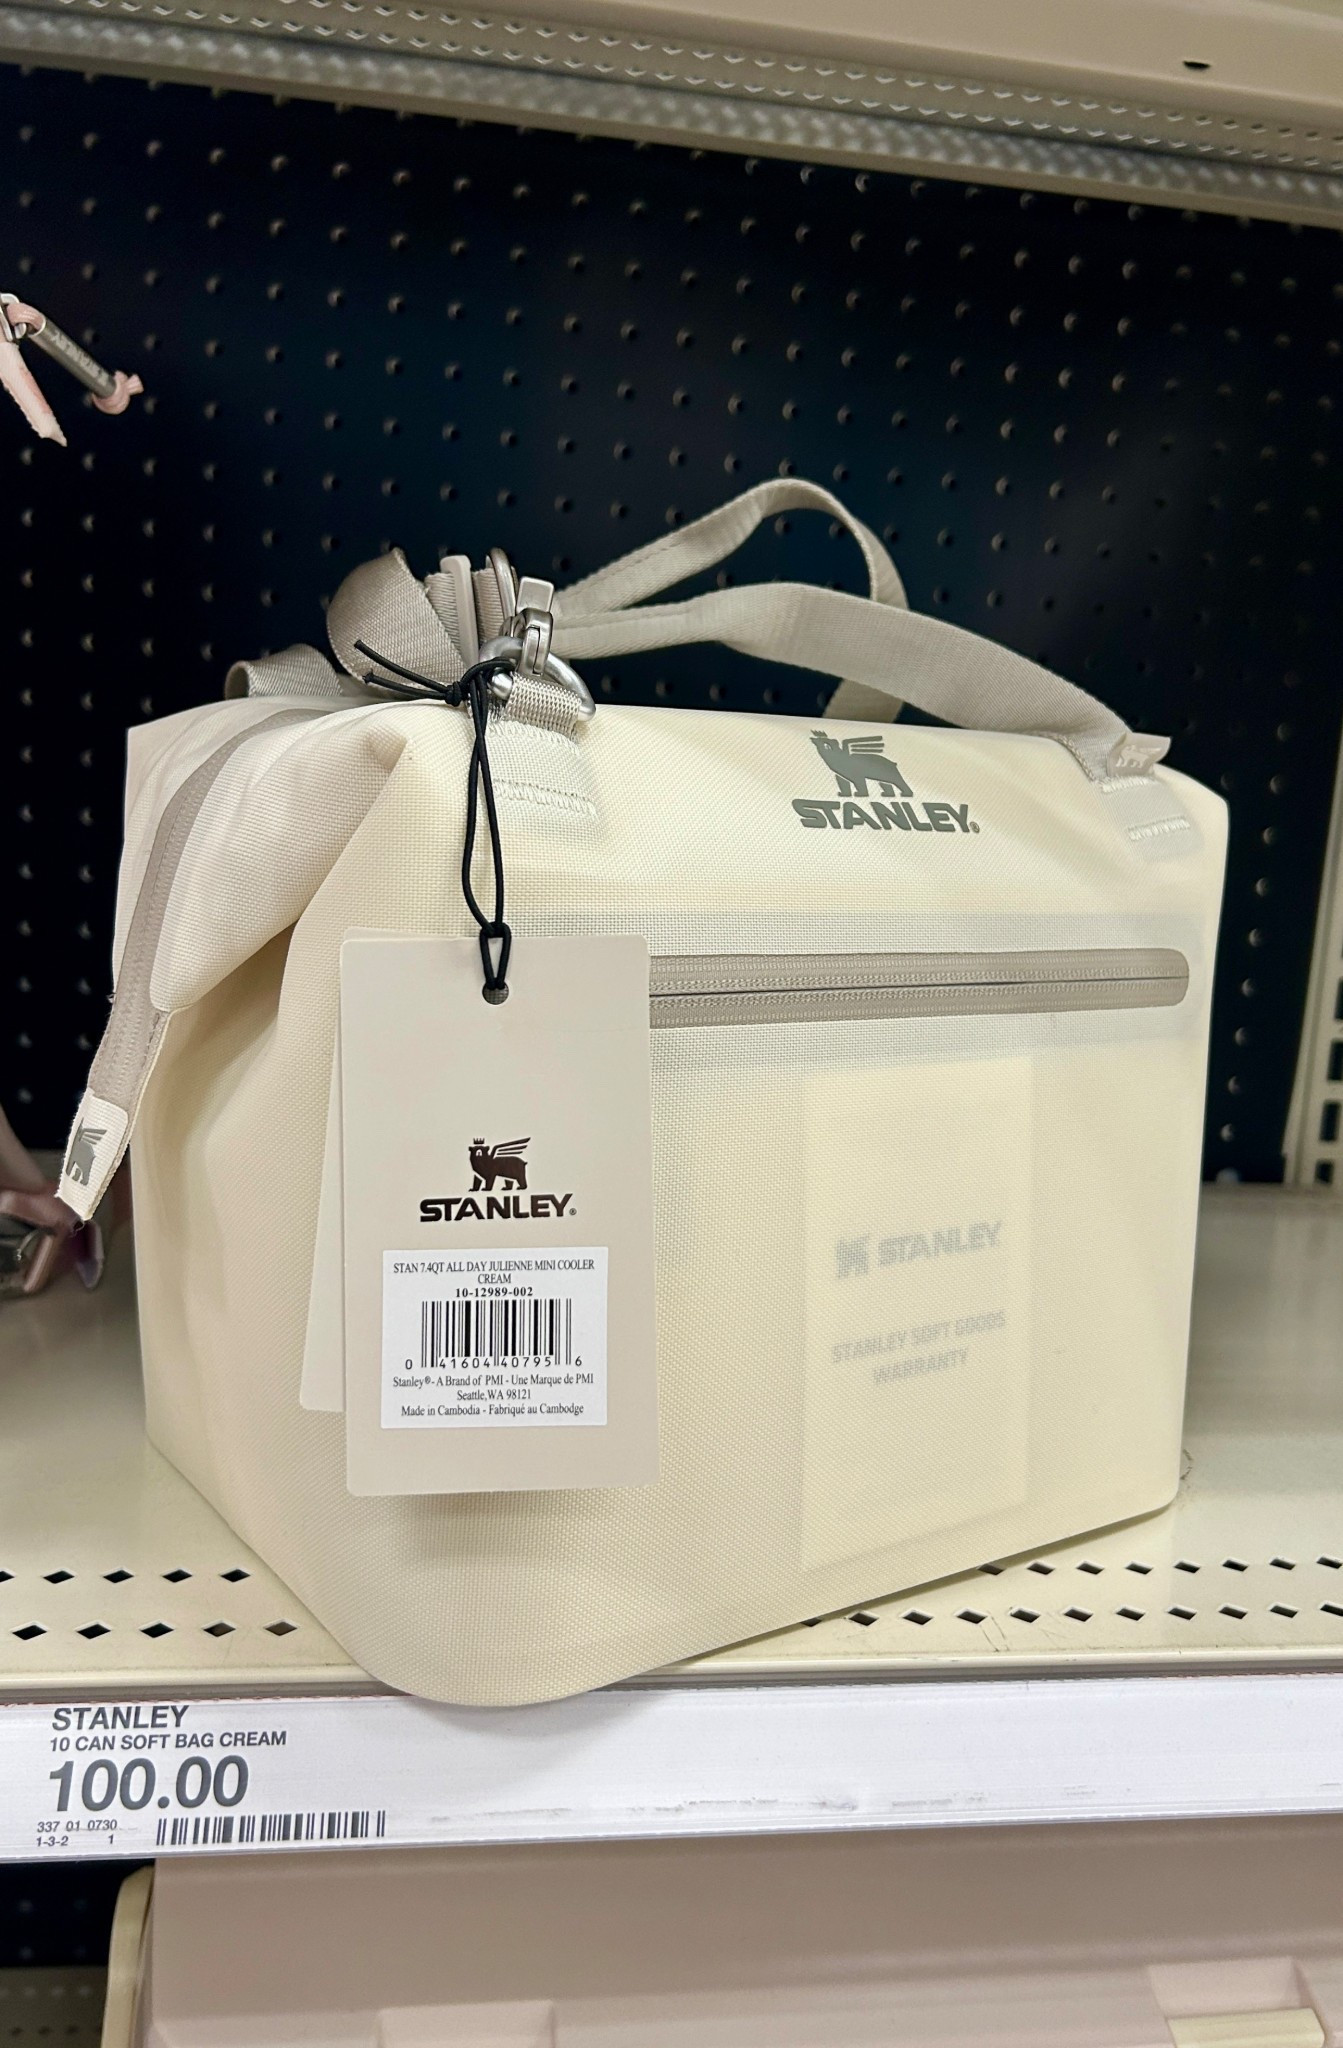 STANLEY
STANLEY®
STANLEY
STANLEY SOFT GOODS
WARRANTY
STANLEY®
STAN 7.4QT ALL DAY JULIENNE MINI COOLER
CREAM
10-12989-002
0 41604 40795 6
Stanley® - A Brand of PMI - Une Marque de PMI
Seattle, WA 98121
Made in Cambodia - Fabriqué au Cambodge
STANLEY
10 CAN SOFT BAG CREAM
100.00
337 01 0730
1-3-2 1